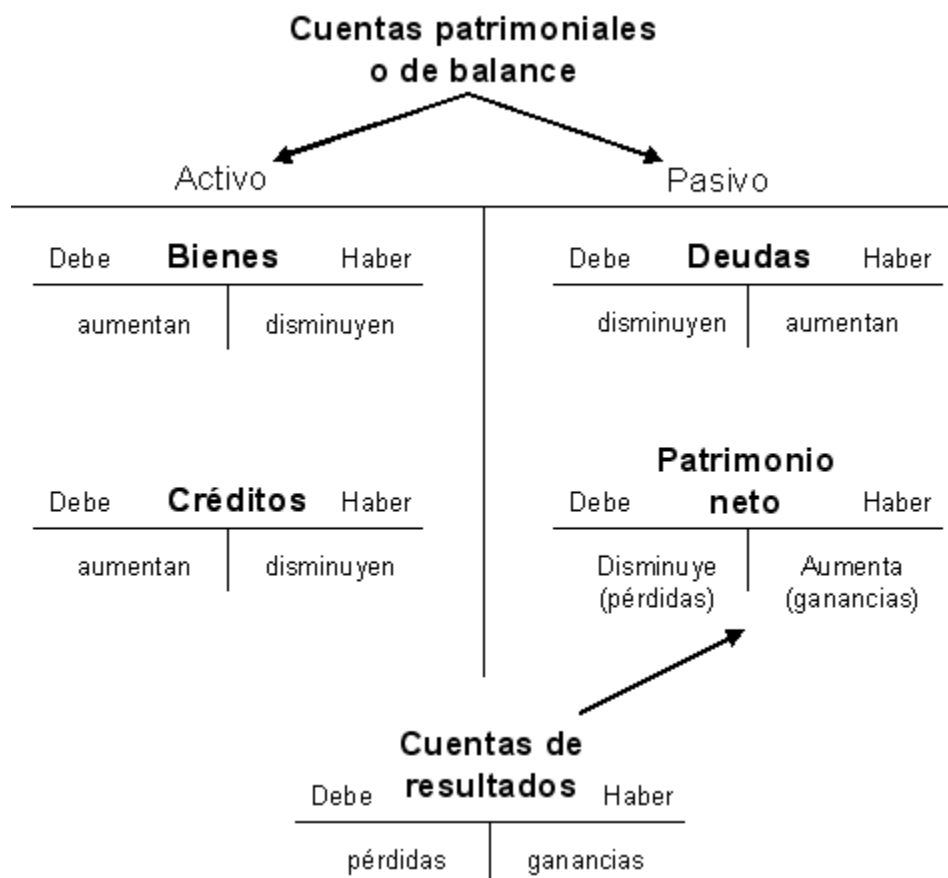 Cuentas patrimoniales
o de balance
Activo
Pasivo
Debe Bienes Haber
aumentan disminuyen
Debe Deudas Haber
disminuyen aumentan
Debe Créditos Haber
aumentan disminuyen
Patrimonio
Debe neto Haber
Disminuye Aumenta
(pérdidas) (ganancias)
Cuentas de
Debe resultados Haber
pérdidas ganancias